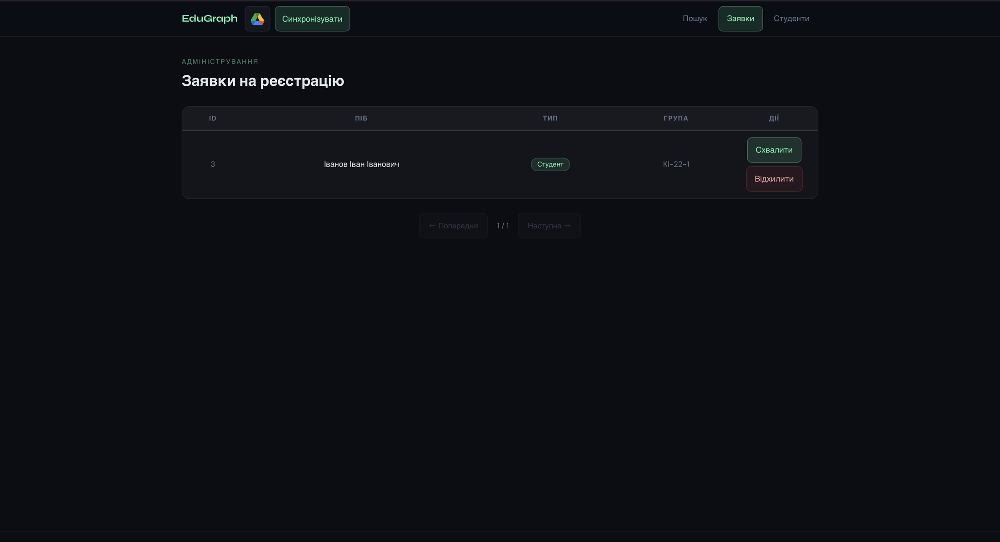 EduGraph Синхронізувати Пошук Заявки Студенти
АДМІНІСТРУВАННЯ
Заявки на реєстрацію
ID ПІБ ТИП ГРУПА ДІЇ
3 Іванов Іван Іванович Студент КІ-22-1 Схвалити
Відхилити
← Попередня 1 / 1 Наступна →